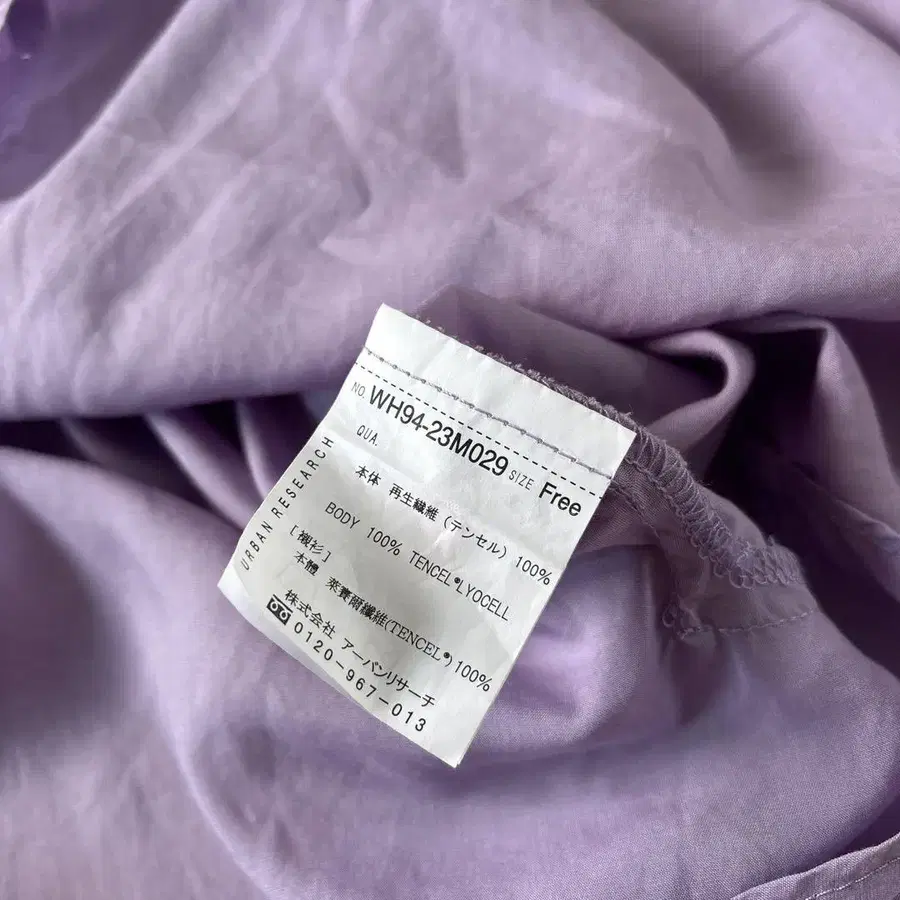 NO. WH94-23M029 SIZE Free
QUA.
本体 再生繊維 (テンセル) 100%
BODY 100% TENCEL®LYOCELL
[襯衫]
本體 萊賽爾纖維(TENCEL®)100%
株式会社 アーバンリサーチ
0120-967-013
URBAN RESEARCH